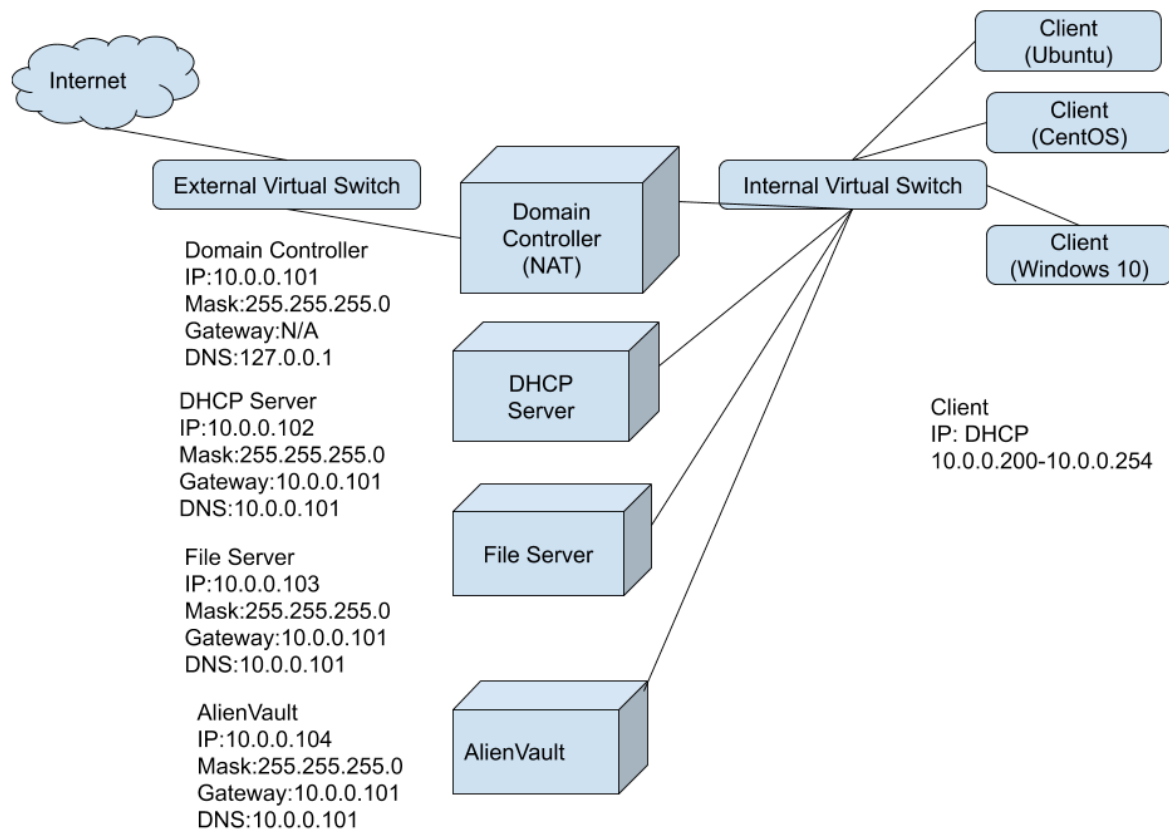 Internet
External Virtual Switch
Domain
Controller
(NAT)
Internal Virtual Switch
Client
(Ubuntu)
Client
(CentOS)
Client
(Windows 10)
Domain Controller
IP:10.0.0.101
Mask:255.255.255.0
Gateway:N/A
DNS:127.0.0.1
DHCP Server
IP:10.0.0.102
Mask:255.255.255.0
Gateway:10.0.0.101
DNS:10.0.0.101
File Server
IP:10.0.0.103
Mask:255.255.255.0
Gateway:10.0.0.101
DNS:10.0.0.101
AlienVault
IP:10.0.0.104
Mask:255.255.255.0
Gateway:10.0.0.101
DNS:10.0.0.101
DHCP
Server
File Server
AlienVault
Client
IP: DHCP
10.0.0.200-10.0.0.254